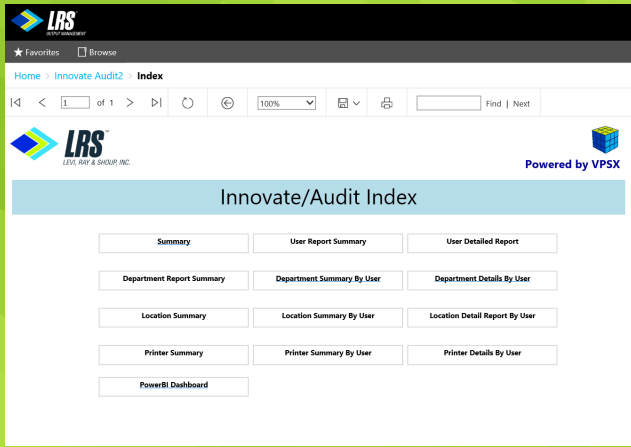 LRS
OUTPUT MANAGEMENT
Favorites Browse
Home > Innovate Audit2 > Index
1 of 1 100% Find | Next
LRS™
LEVI, RAY & SHOUP, INC.
Powered by VPSX
Innovate/Audit Index
Summary User Report Summary User Detailed Report
Department Report Summary Department Summary By User Department Details By User
Location Summary Location Summary By User Location Detail Report By User
Printer Summary Printer Summary By User Printer Details By User
PowerBI Dashboard